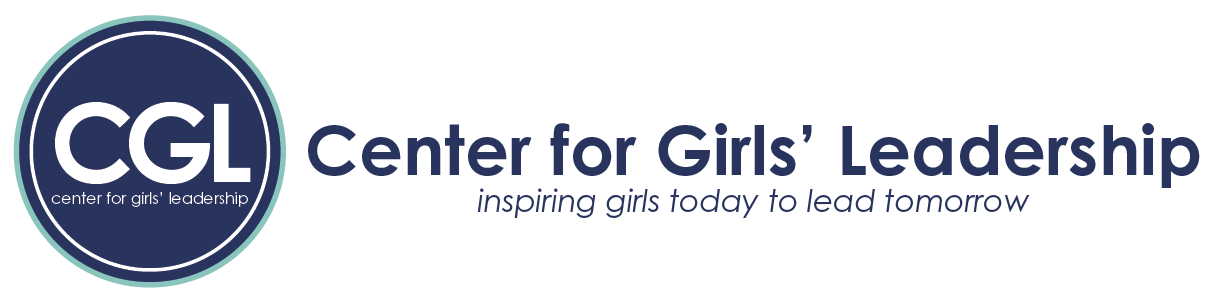 CGL
center for girls’ leadership
Center for Girls’ Leadership
inspiring girls today to lead tomorrow